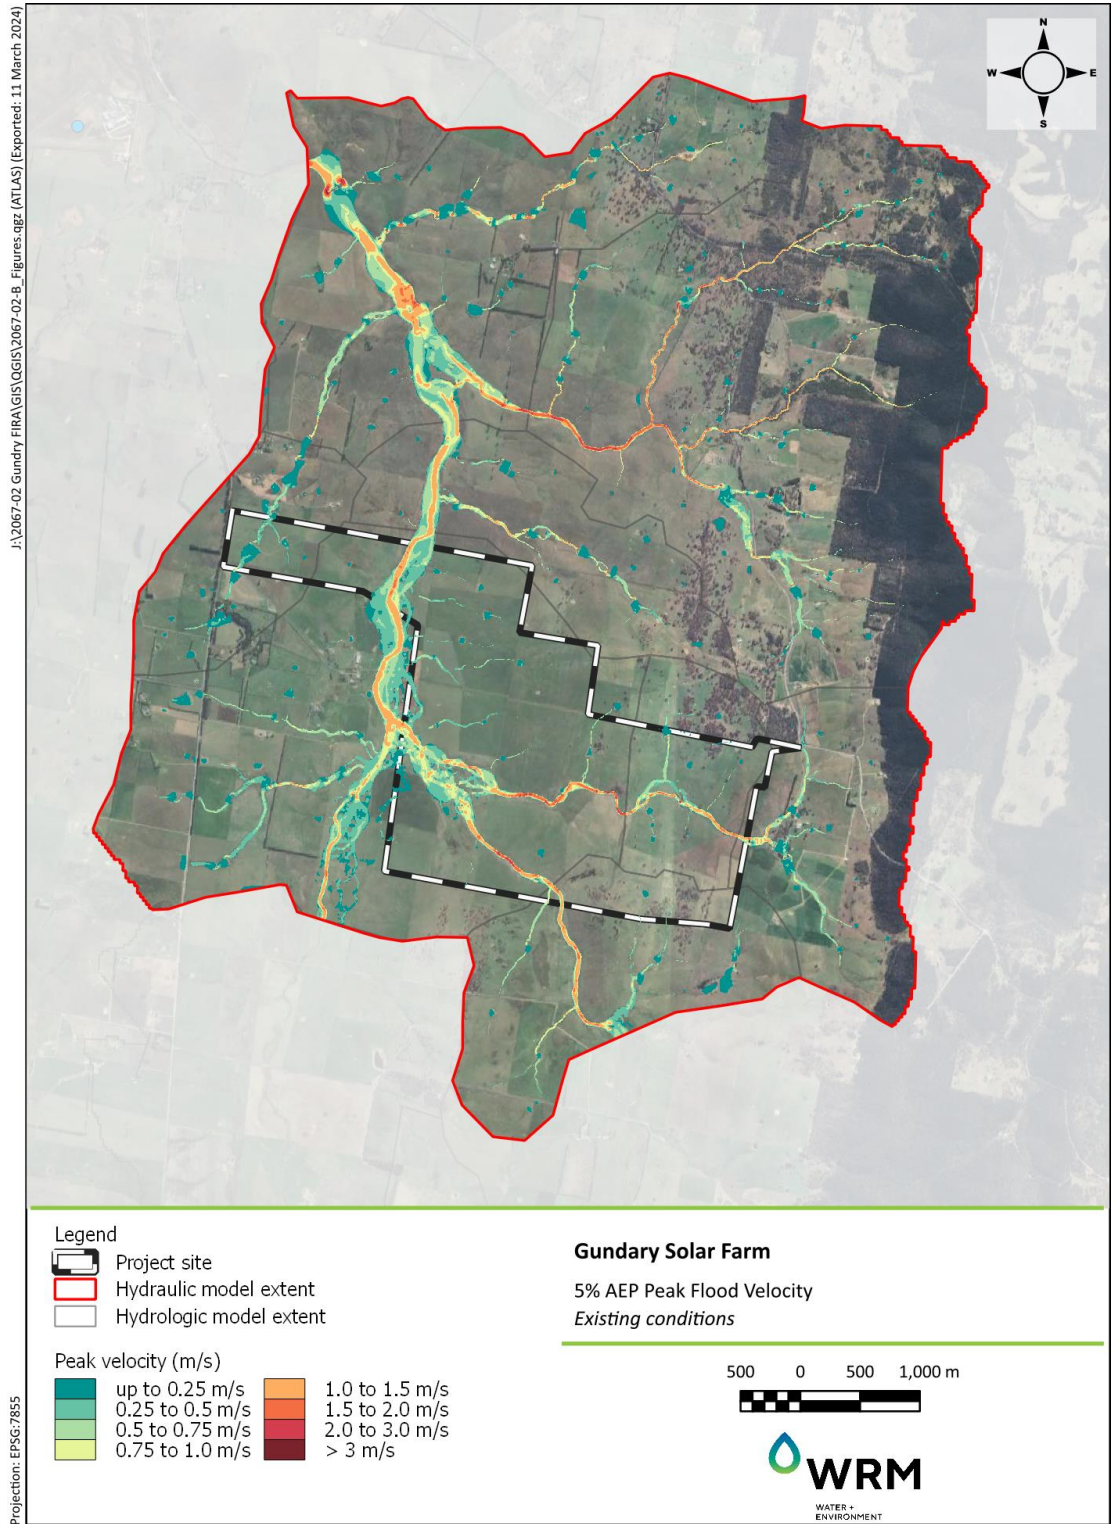 J:\2067-02 Gundry FIRA\GIS\QGIS\2067-02-B_Figures.qgz (ATLAS) (Exported: 11 March 2024)
N
W
E
S
Legend
Project site
Hydraulic model extent
Hydrologic model extent
Peak velocity (m/s)
up to 0.25 m/s
0.25 to 0.5 m/s
0.5 to 0.75 m/s
0.75 to 1.0 m/s
1.0 to 1.5 m/s
1.5 to 2.0 m/s
2.0 to 3.0 m/s
> 3 m/s
Gundary Solar Farm
5% AEP Peak Flood Velocity
Existing conditions
500 0 500 1,000 m
WRM
WATER +
ENVIRONMENT
Projection: EPSG:7855